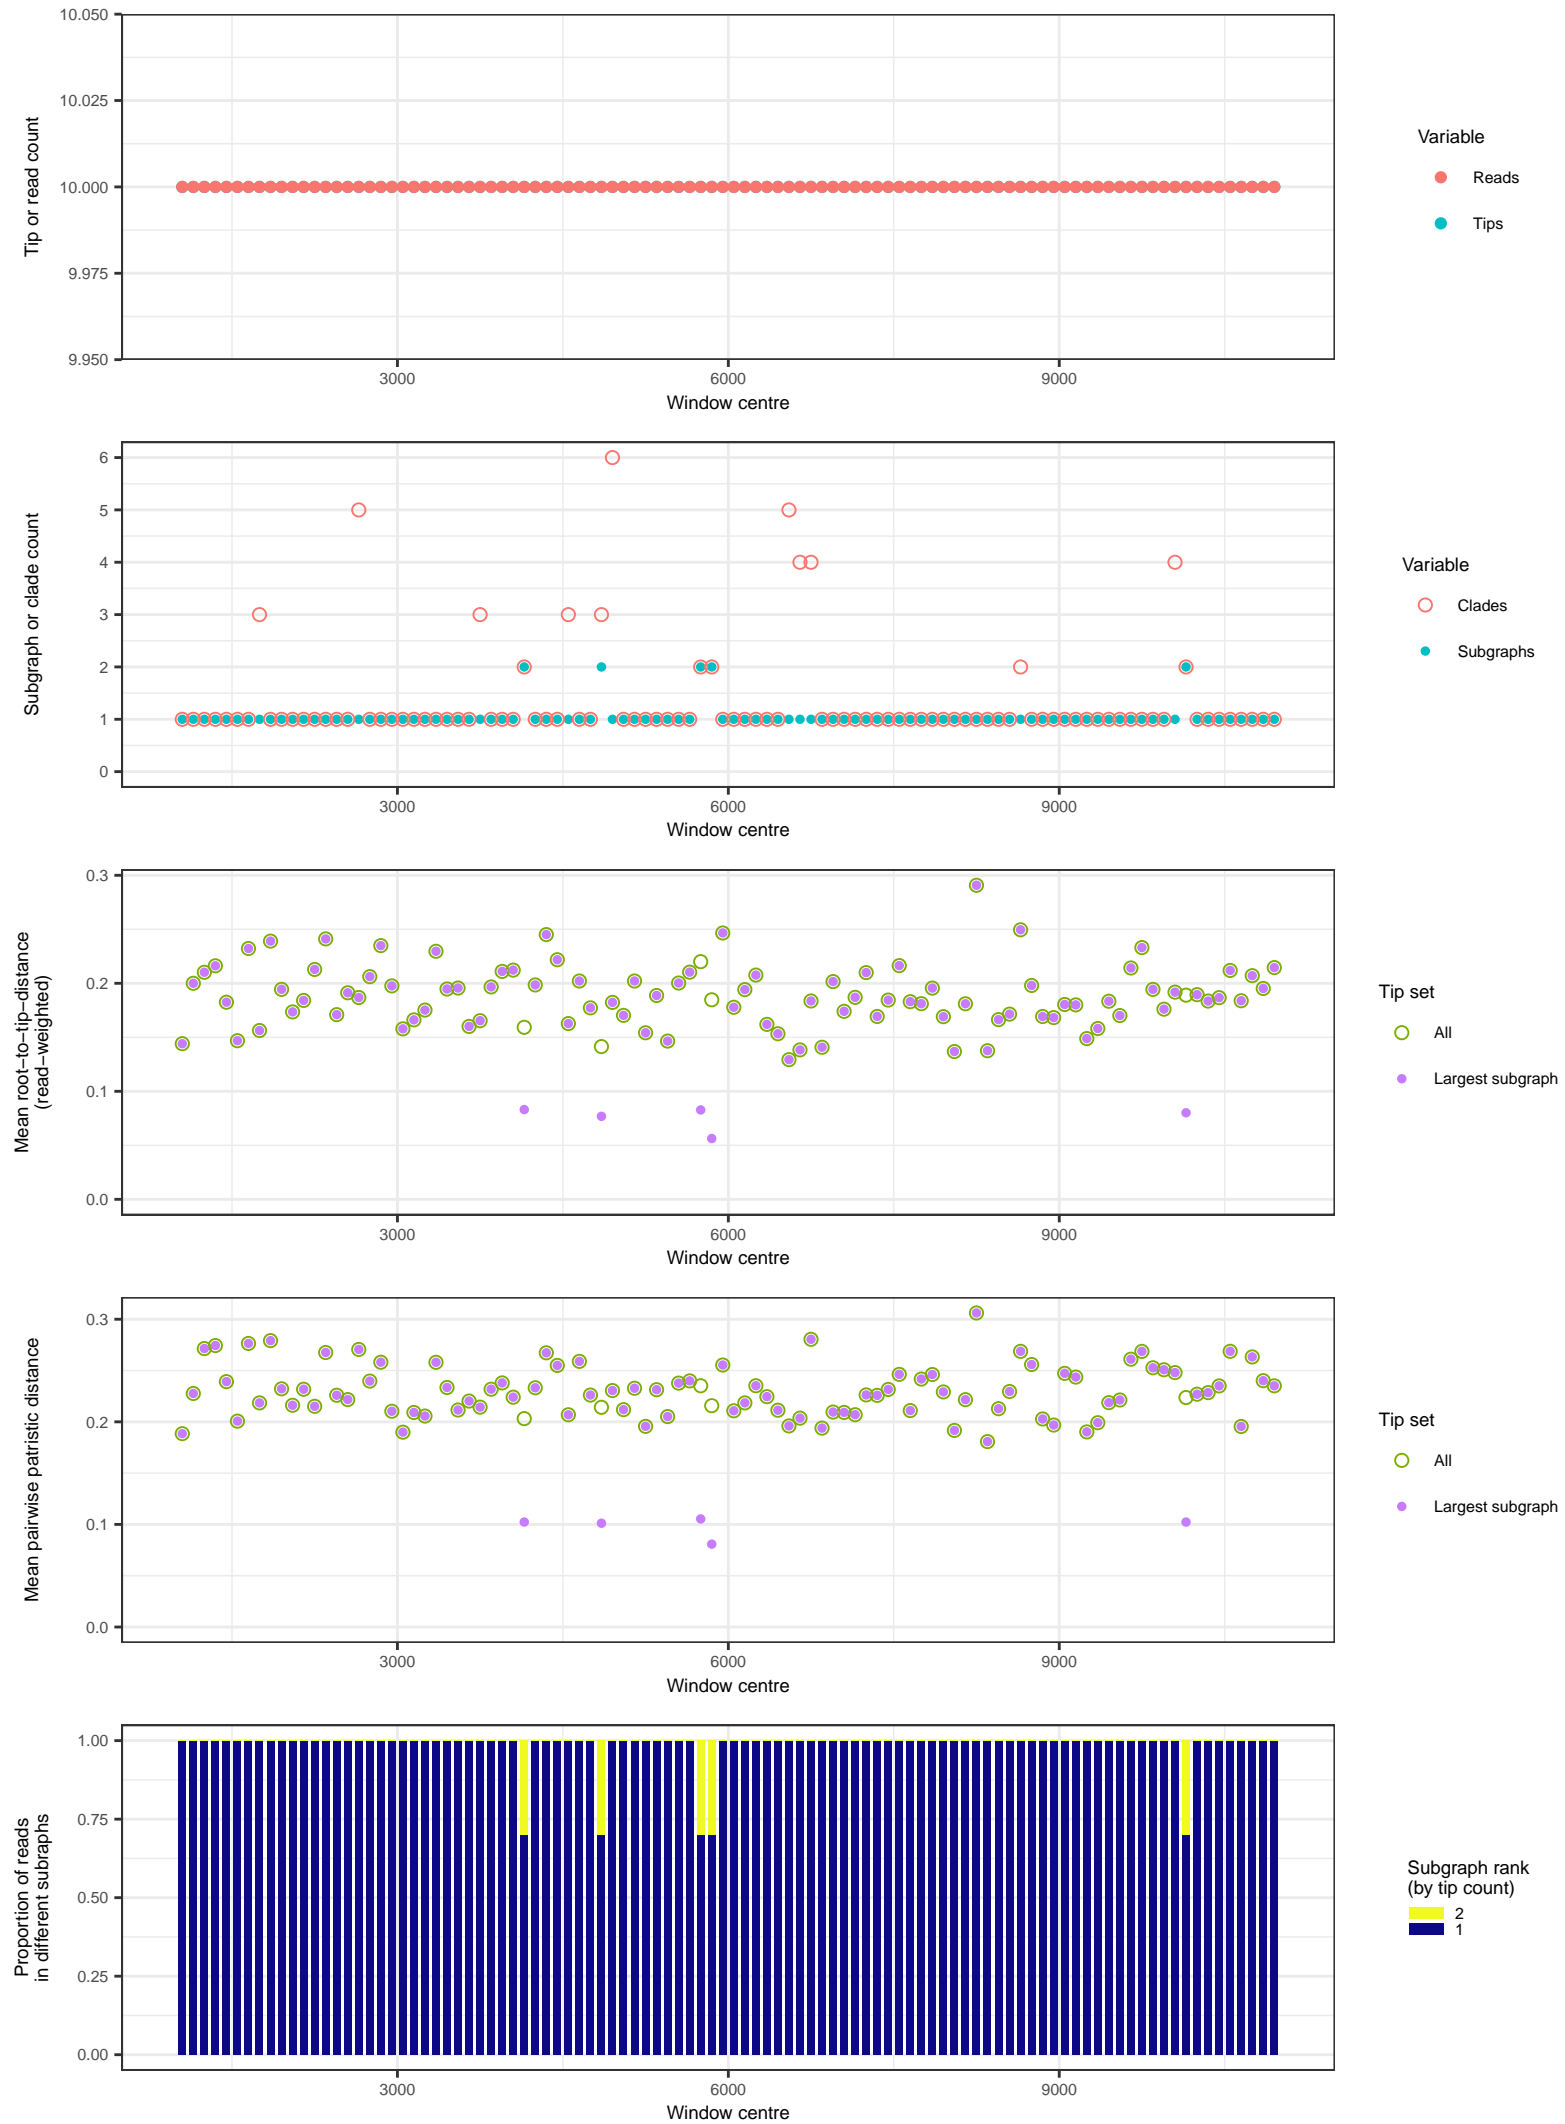 10.050
10.025
10.000
9.975
9.950
Tip or read count
3000
6000
9000
Window centre
Variable
Reads
Tips
6
5
4
3
2
1
0
Subgraph or clade count
3000
6000
9000
Window centre
Variable
Clades
Subgraphs
0.3
0.2
0.1
0.0
Mean root−to−tip−distance
(read−weighted)
3000
6000
9000
Window centre
Tip set
All
Largest subgraph
0.3
0.2
0.1
0.0
Mean pairwise patristic distance
3000
6000
9000
Window centre
Tip set
All
Largest subgraph
1.00
0.75
0.50
0.25
0.00
Proportion of reads
in different subraphs
3000
6000
9000
Window centre
Subgraph rank
(by tip count)
2
1